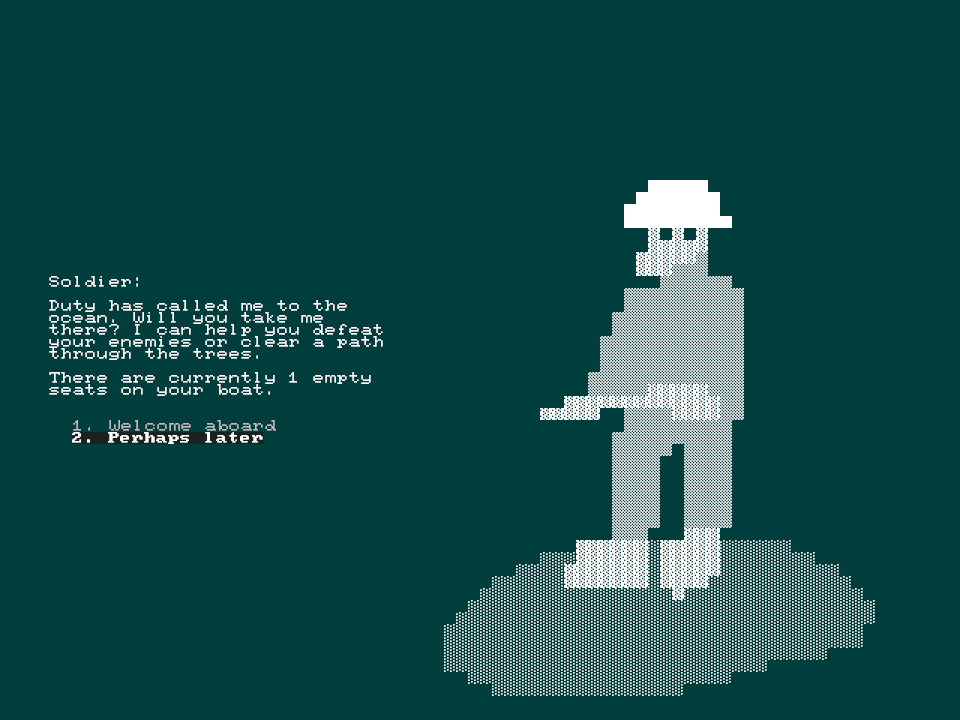 Soldier:
Duty has called me to the
ocean. Will you take me
there? I can help you defeat
your enemies or clear a path
through the trees.
There are currently 1 empty
seats on your boat.
1. Welcome aboard
2. Perhaps later